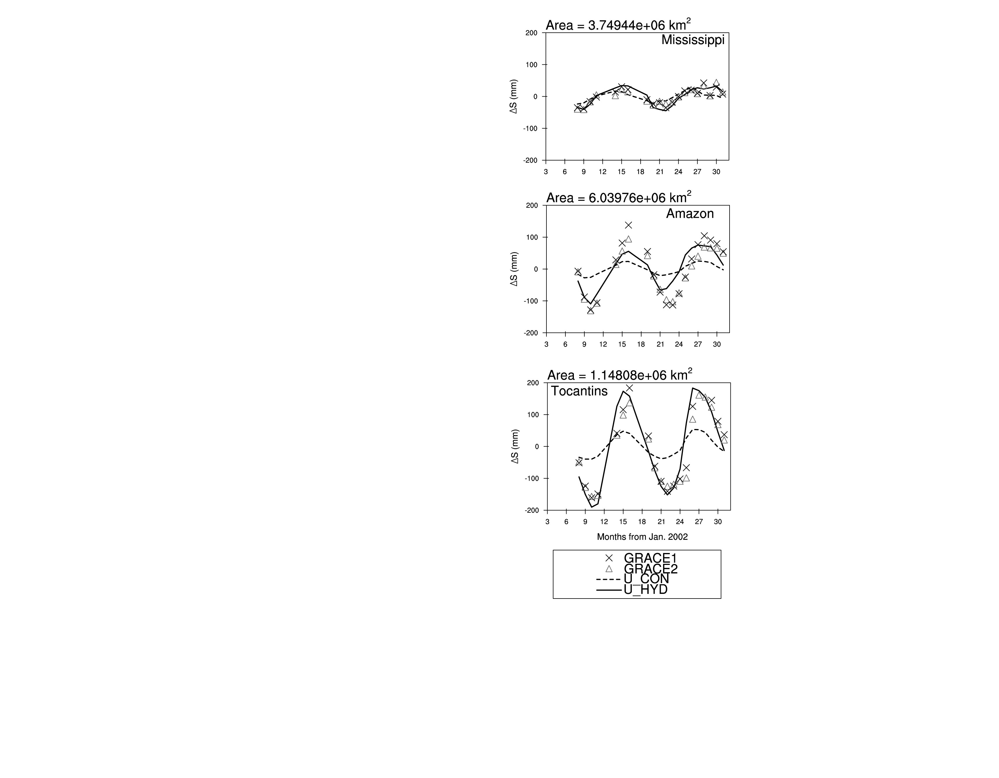 Area = 3.74944e+06 km²
Mississippi
200
100
0
-100
-200
ΔS (mm)
3 6 9 12 15 18 21 24 27 30
Area = 6.03976e+06 km²
Amazon
200
100
0
-100
-200
ΔS (mm)
3 6 9 12 15 18 21 24 27 30
Area = 1.14808e+06 km²
Tocantins
200
100
0
-100
-200
ΔS (mm)
3 6 9 12 15 18 21 24 27 30
Months from Jan. 2002
GRACE1
GRACE2
U_CON
U_HYD